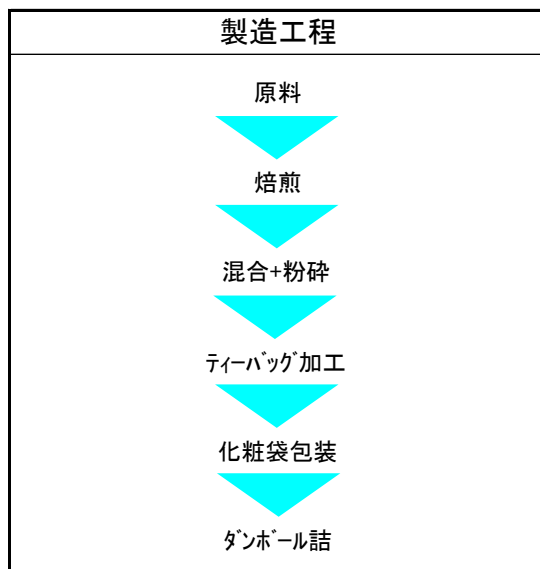 製造工程
原料
焙煎
混合+粉砕
ﾃｨｰﾊﾞｯｸﾞ加工
化粧袋包装
ﾀﾞﾝﾎﾞｰﾙ詰